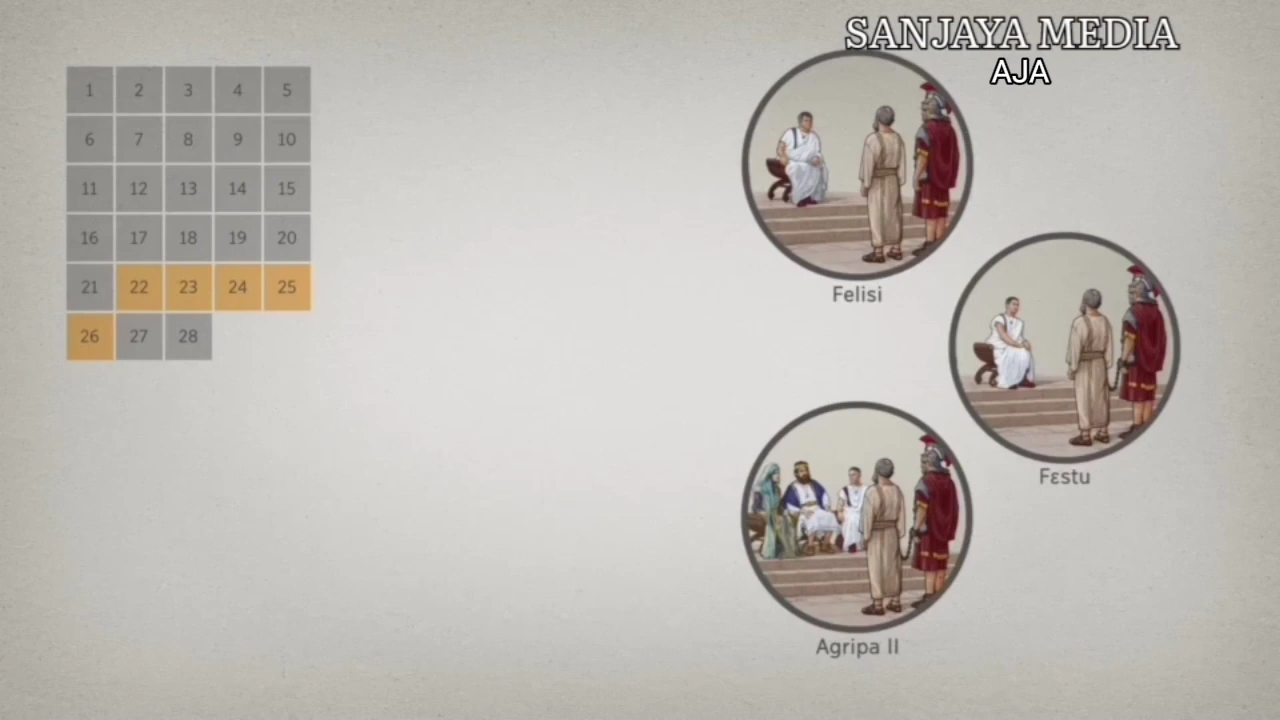 SANJAYA MEDIA
AJA
1 2 3 4 5
6 7 8 9 10
11 12 13 14 15
16 17 18 19 20
21 22 23 24 25
26 27 28
Felisi
Fɛstu
Agripa II